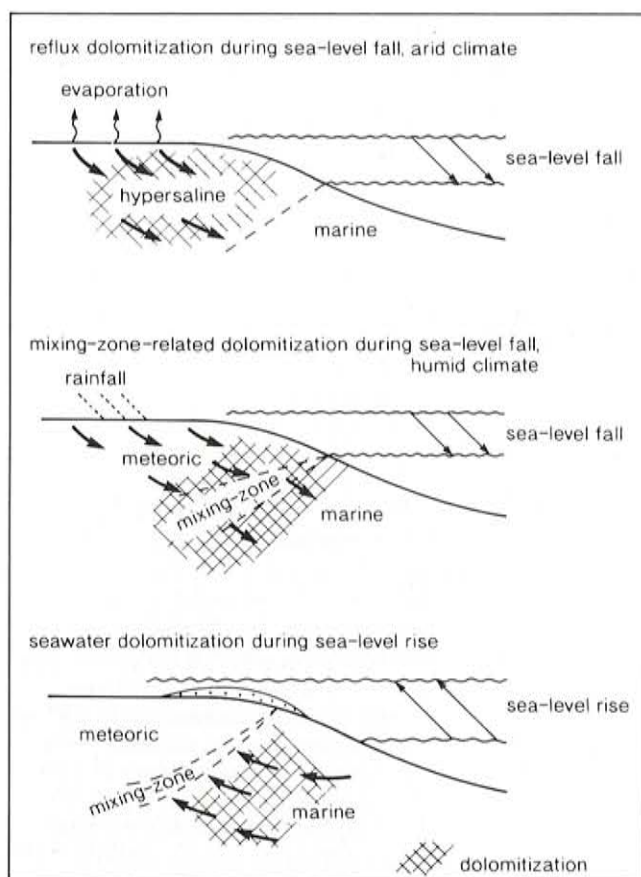 reflux dolomitization during sea-level fall, arid climate
evaporation
sea-level fall
hypersaline
marine
mixing-zone-related dolomitization during sea-level fall,
humid climate
rainfall
sea-level fall
meteoric
mixing-zone
marine
seawater dolomitization during sea-level rise
sea-level rise
meteoric
mixing-zone
marine
dolomitization